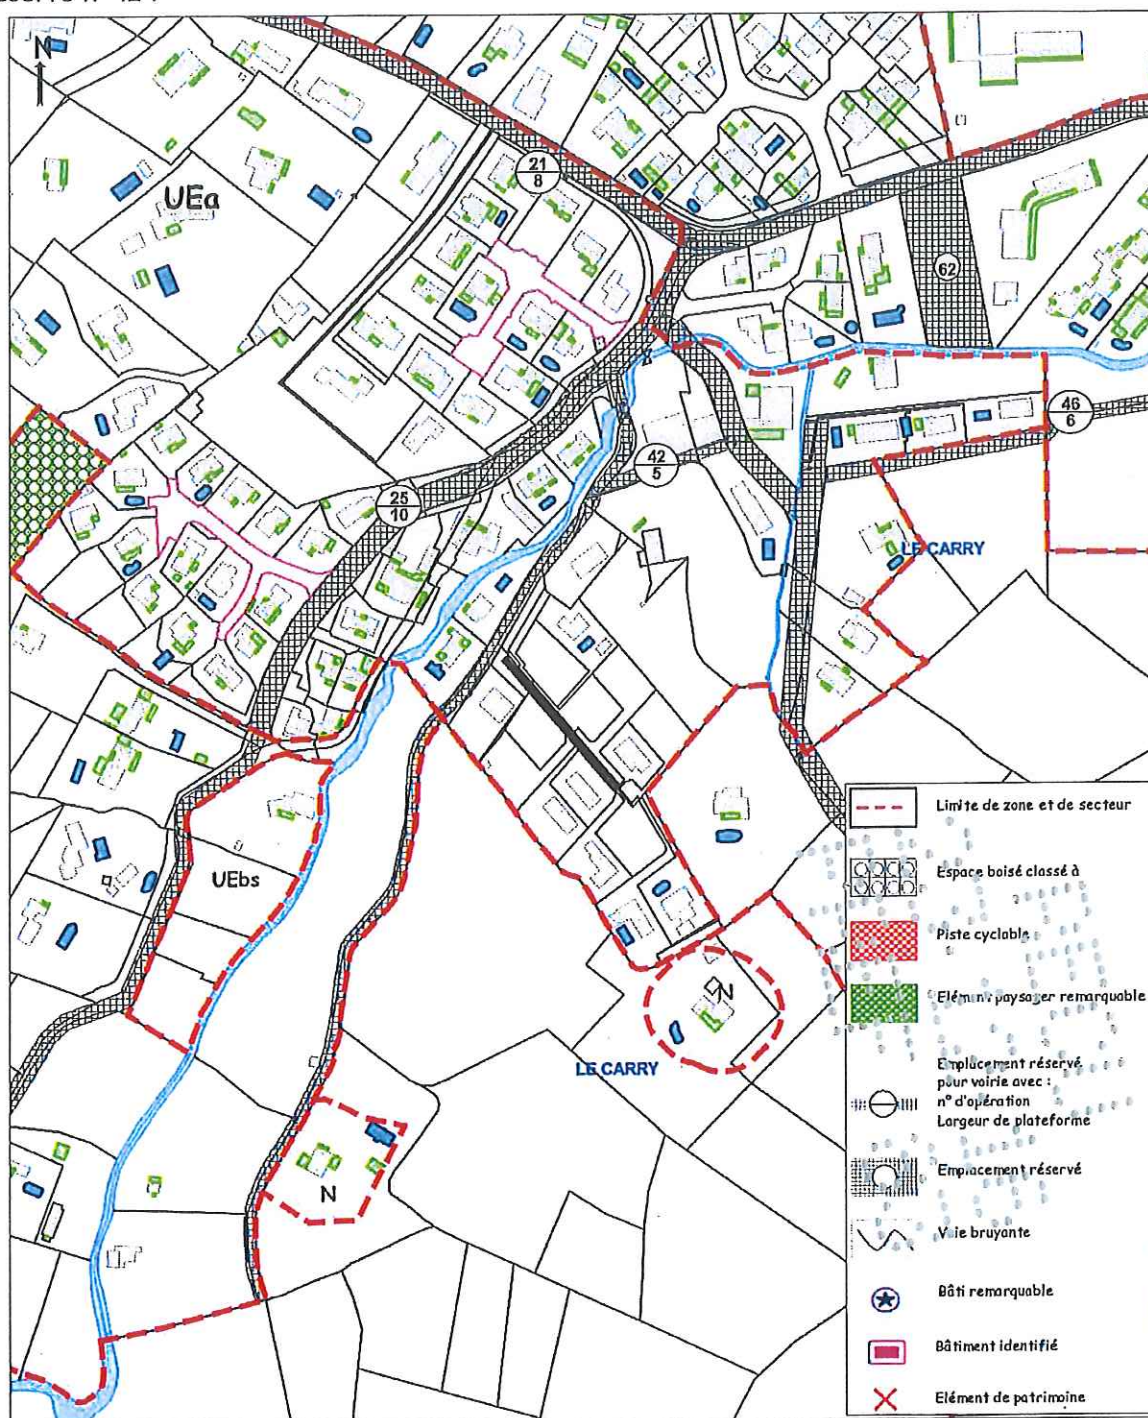 N
21
8
UEa
62
46
6
42
5
25
10
LE CARRY
UEbs
N
LE CARRY
N
Limite de zone et de secteur
Espace boisé classé à
Piste cyclable
Elément paysager remarquable
Emplacement réservé
pour voirie avec :
n° d'opération
Largeur de plateforme
Emplacement réservé
Voie bruyante
Bâti remarquable
Bâtiment identifié
Elément de patrimoine